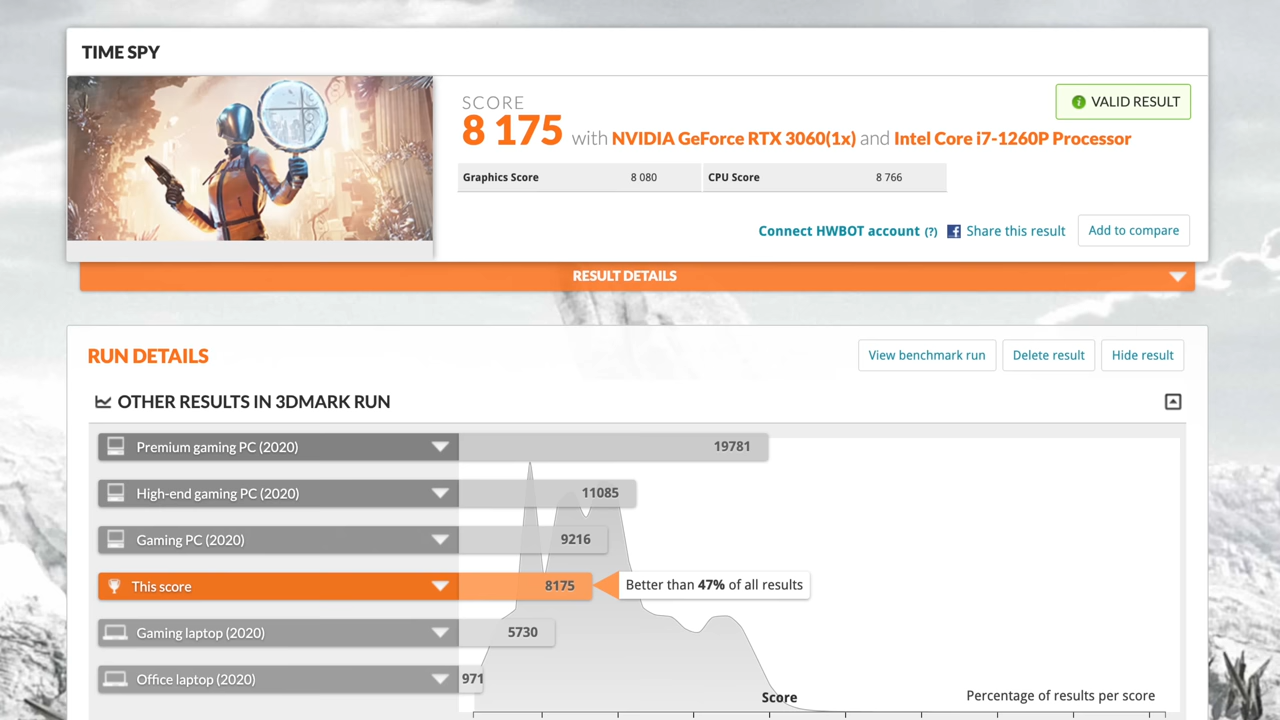 TIME SPY
SCORE
VALID RESULT
8 175 with NVIDIA GeForce RTX 3060(1x) and Intel Core i7-1260P Processor
Graphics Score 8 080 CPU Score 8 766
Connect HWBOT account (?) Share this result Add to compare
RESULT DETAILS
RUN DETAILS View benchmark run Delete result Hide result
OTHER RESULTS IN 3DMARK RUN
Premium gaming PC (2020) 19781
High-end gaming PC (2020) 11085
Gaming PC (2020) 9216
This score 8175 Better than 47% of all results
Gaming laptop (2020) 5730
Office laptop (2020) 971
Score Percentage of results per score